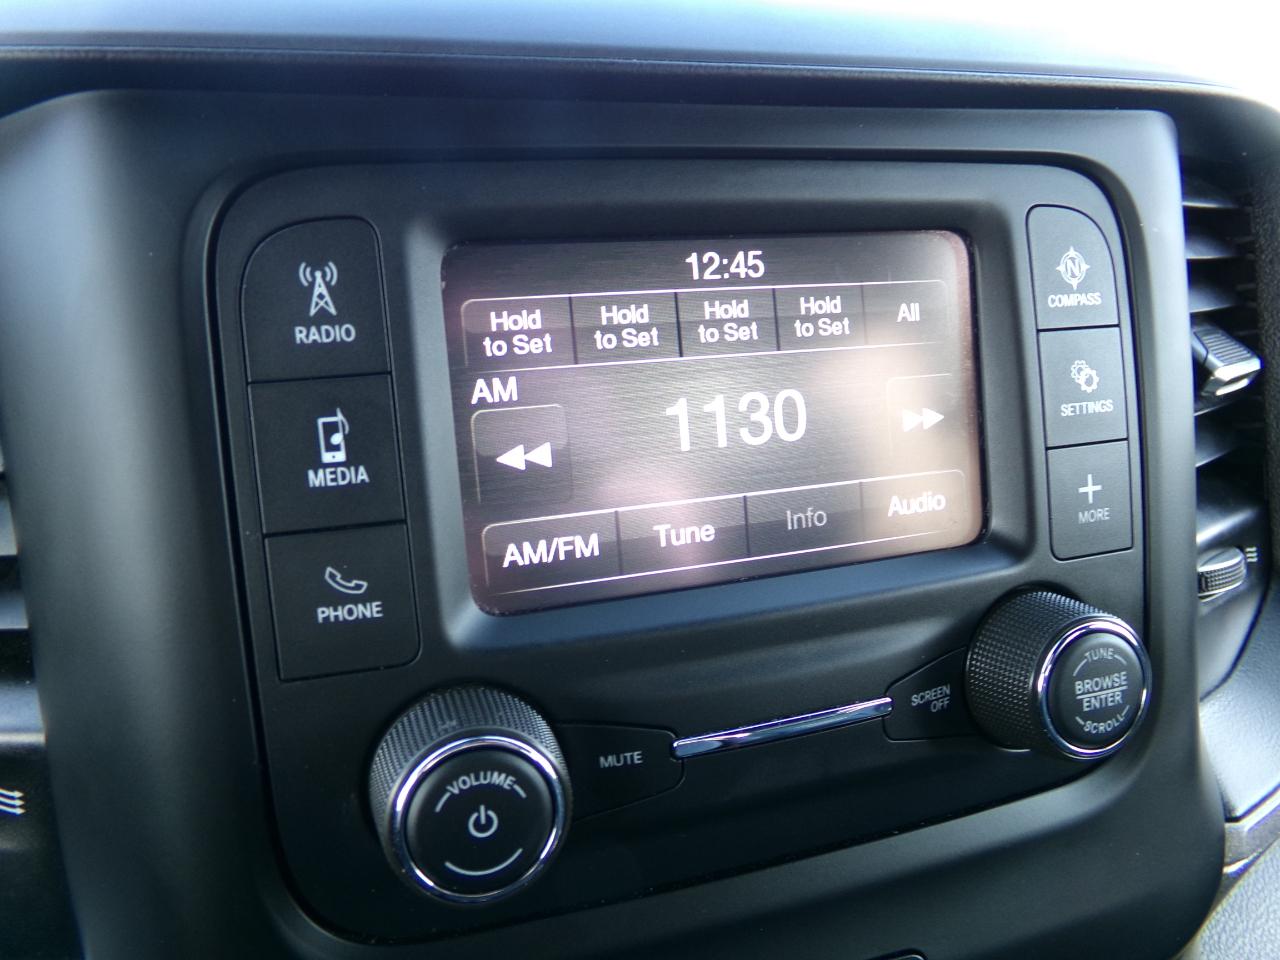 12:45
Hold to Set
Hold to Set
Hold to Set
Hold to Set
All
AM
1130
AM/FM
Tune
Info
Audio
RADIO
MEDIA
PHONE
N
COMPASS
SETTINGS
MORE
VOLUME
MUTE
SCREEN
OFF
TUNE
BROWSE
ENTER
SCROLL